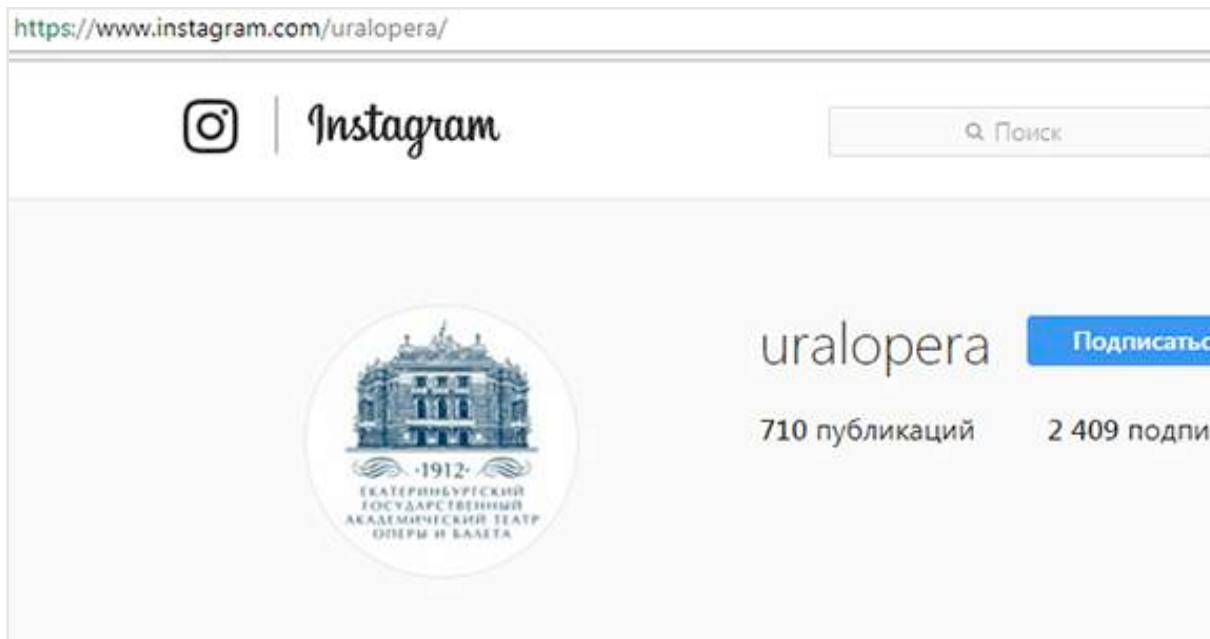 https://www.instagram.com/uralopera/
Instagram
Поиск
uralopera
Подписатьс
710 публикаций 2 409 подпи
·1912·
ЕКАТЕРИНБУРГСКИЙ
ГОСУДАРСТВЕННЫЙ
АКАДЕМИЧЕСКИЙ ТЕАТР
ОПЕРЫ И БАЛЕТА